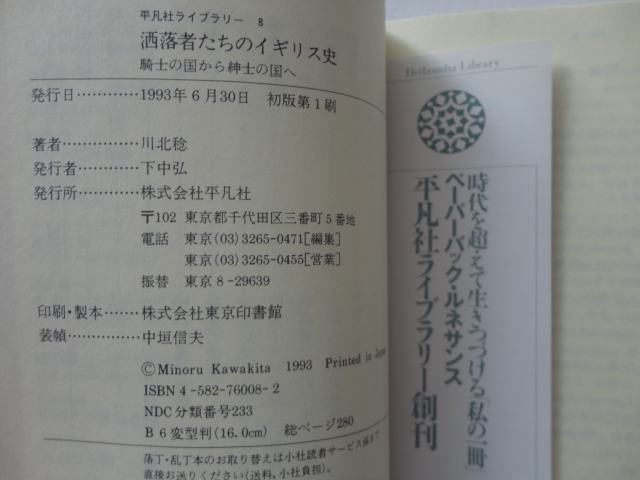 平凡社ライブラリー 8
洒落者たちのイギリス史
騎士の国から紳士の国へ
発行日…………1993年6月30日 初版第1刷
著者……………川北稔
発行者…………下中弘
発行所…………株式会社平凡社
〒102 東京都千代田区三番町5番地
電話 東京(03)3265-0471[編集]
東京(03)3265-0455[営業]
振替 東京8-29639
印刷・製本……株式会社東京印書館
装幀……………中垣信夫
©Minoru Kawakita 1993 Printed in Japan
ISBN4-582-76008-2
NDC分類番号233
B6変型判(16.0cm) 総ページ280
落丁・乱丁本のお取り替えは小社読者サービス係まで
直接お送りください(送料,小社負担)。
Heibonsha Library
時代を超えて生きつづける「私の一冊」
ペーパーバック・ルネサンス
平凡社ライブラリー創刊